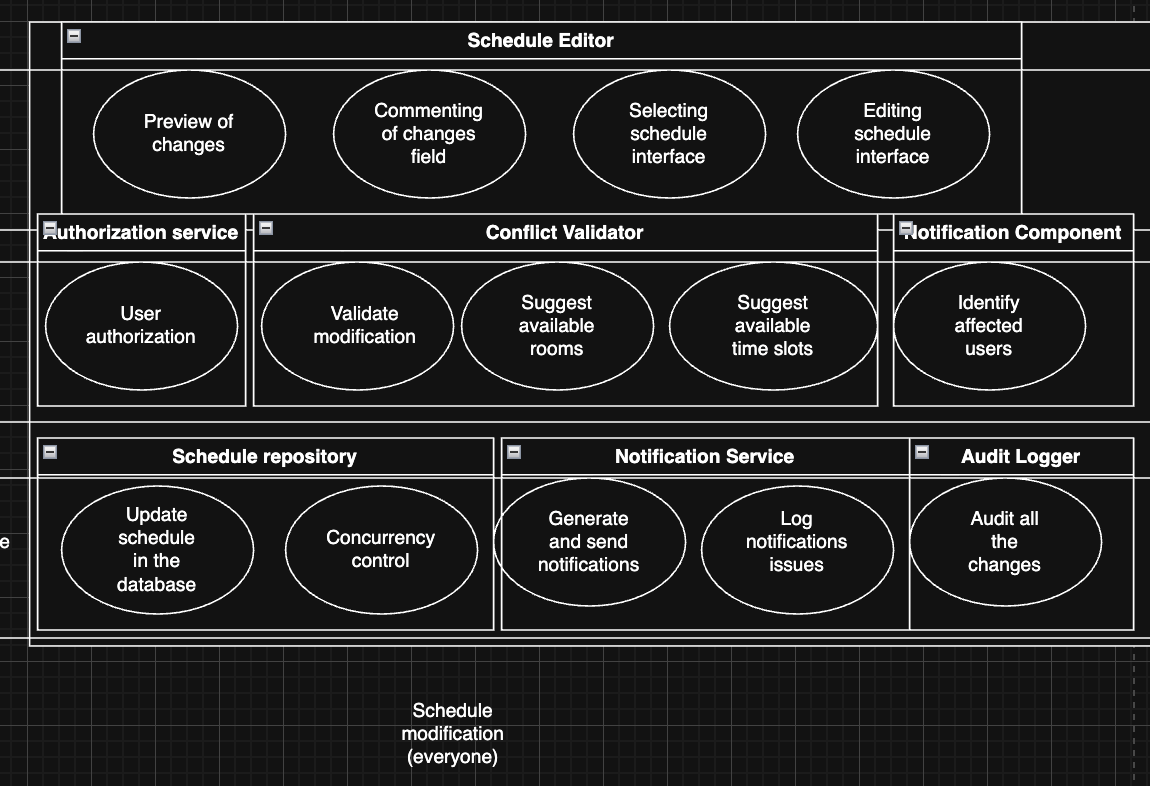 Schedule Editor
Preview of
changes
Commenting
of changes
field
Selecting
schedule
interface
Editing
schedule
interface
Authorization service
Conflict Validator
Notification Component
User
authorization
Validate
modification
Suggest
available
rooms
Suggest
available
time slots
Identify
affected
users
Schedule repository
Notification Service
Audit Logger
Update
schedule
in the
database
Concurrency
control
Generate
and send
notifications
Log
notifications
issues
Audit all
the
changes
e
Schedule
modification
(everyone)